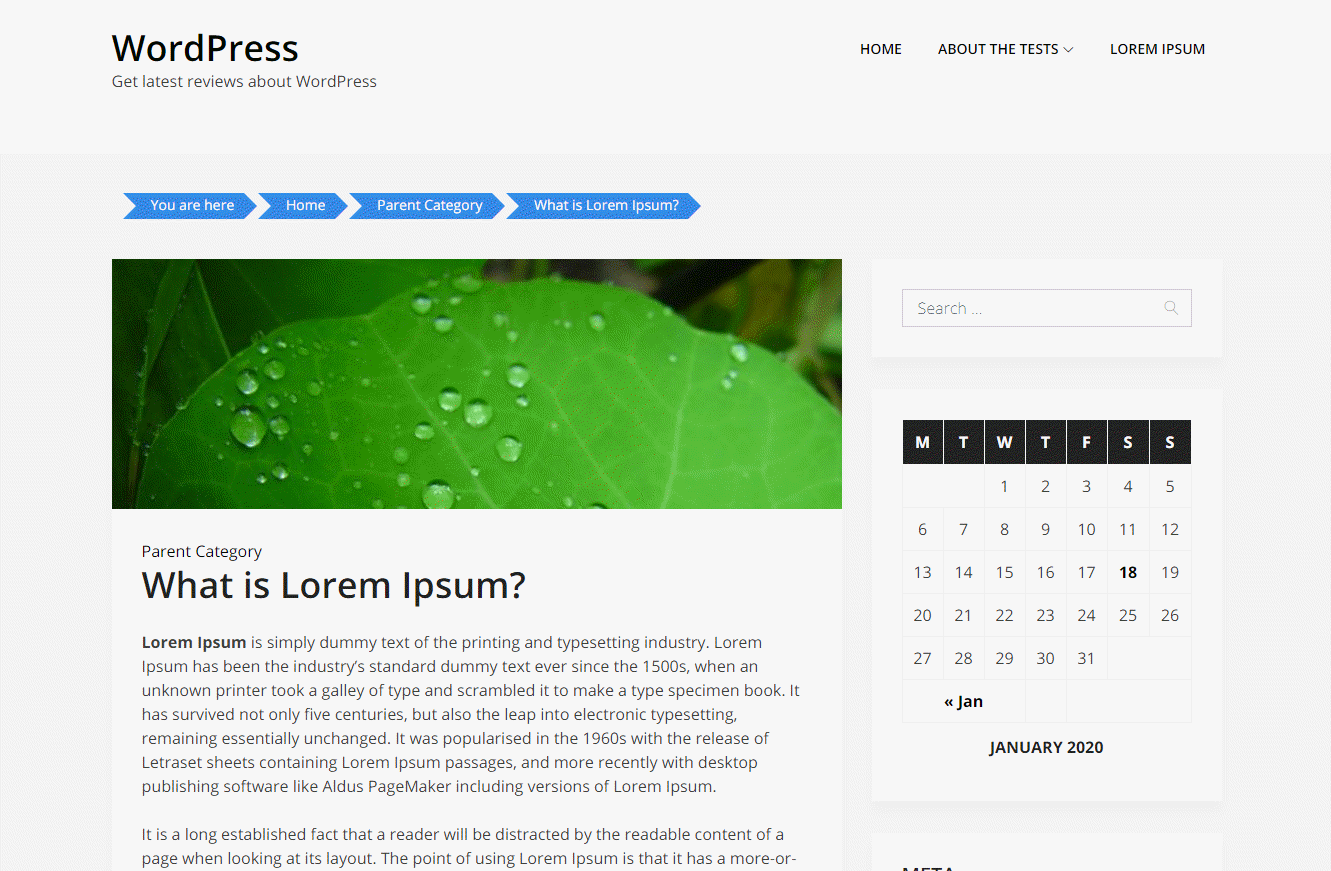 WordPress
Get latest reviews about WordPress
HOME ABOUT THE TESTS LOREM IPSUM
You are here Home Parent Category What is Lorem Ipsum?
Parent Category
What is Lorem Ipsum?
Lorem Ipsum is simply dummy text of the printing and typesetting industry. Lorem
Ipsum has been the industry’s standard dummy text ever since the 1500s, when an
unknown printer took a galley of type and scrambled it to make a type specimen book. It
has survived not only five centuries, but also the leap into electronic typesetting,
remaining essentially unchanged. It was popularised in the 1960s with the release of
Letraset sheets containing Lorem Ipsum passages, and more recently with desktop
publishing software like Aldus PageMaker including versions of Lorem Ipsum.
It is a long established fact that a reader will be distracted by the readable content of a
page when looking at its layout. The point of using Lorem Ipsum is that it has a more-or-
Search ...
M T W T F S S
1 2 3 4 5
6 7 8 9 10 11 12
13 14 15 16 17 18 19
20 21 22 23 24 25 26
27 28 29 30 31
« Jan
JANUARY 2020
META